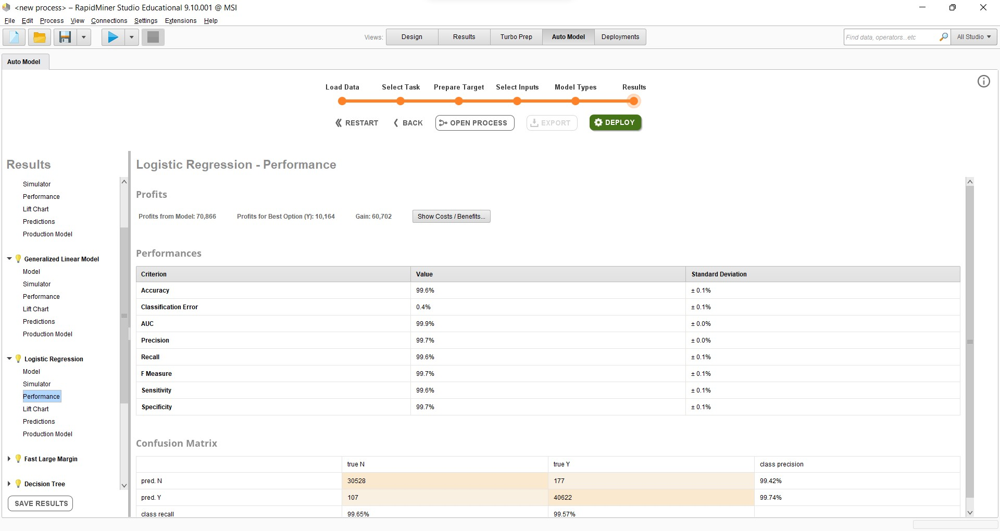 <new process> – RapidMiner Studio Educational 9.10.001 @ MSI
File Edit Process View Connections Settings Extensions Help
Views: Design Results Turbo Prep Auto Model Deployments
Find data, operators...etc
All Studio
Auto Model
Load Data Select Task Prepare Target Select Inputs Model Types Results
RESTART BACK OPEN PROCESS EXPORT DEPLOY
Results
Simulator
Performance
Lift Chart
Predictions
Production Model
Generalized Linear Model
Model
Simulator
Performance
Lift Chart
Predictions
Production Model
Logistic Regression
Model
Simulator
Performance
Lift Chart
Predictions
Production Model
Fast Large Margin
Decision Tree
SAVE RESULTS
Logistic Regression - Performance
Profits
Profits from Model: 70,866 Profits for Best Option (Y): 10,164 Gain: 60,702 Show Costs / Benefits...
Performances
Criterion Value Standard Deviation
Accuracy 99.6% ± 0.1%
Classification Error 0.4% ± 0.1%
AUC 99.9% ± 0.0%
Precision 99.7% ± 0.0%
Recall 99.6% ± 0.1%
F Measure 99.7% ± 0.1%
Sensitivity 99.6% ± 0.1%
Specificity 99.7% ± 0.1%
Confusion Matrix
true N true Y class precision
pred. N 30528 177 99.42%
pred. Y 107 40622 99.74%
class recall 99.65% 99.57%